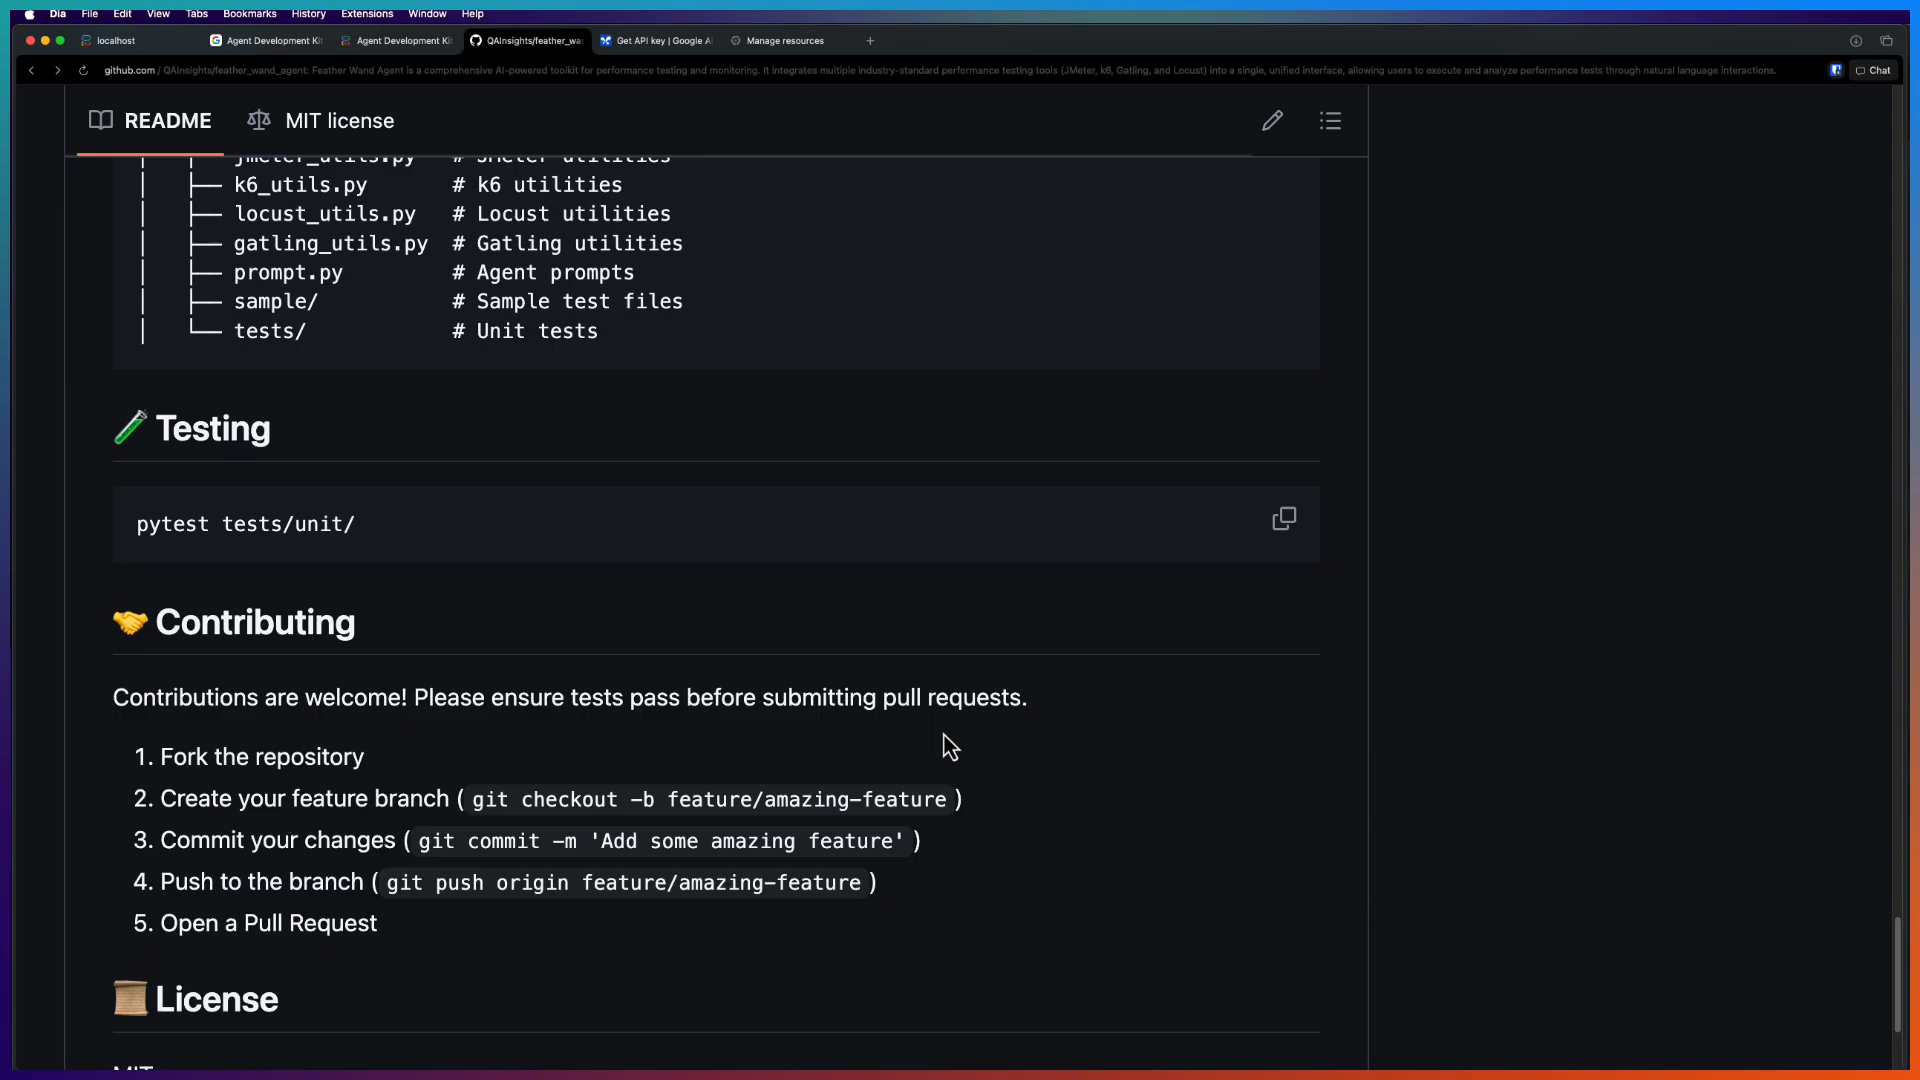 Dia File Edit View Tabs Bookmarks History Extensions Window Help
localhost Agent Development Kit Agent Development Kit QAInsights/feather_wa Get API key | Google AI Manage resources
github.com / QAInsights/feather_wand_agent: Feather Wand Agent is a comprehensive AI-powered toolkit for performance testing and monitoring. It integrates multiple industry-standard performance testing tools (JMeter, k6, Gatling, and Locust) into a single, unified interface, allowing users to execute and analyze performance tests through natural language interactions. Chat
README MIT license
│ ├── jmeter_utils.py # JMeter utilities
│ ├── k6_utils.py # k6 utilities
│ ├── locust_utils.py # Locust utilities
│ ├── gatling_utils.py # Gatling utilities
│ ├── prompt.py # Agent prompts
│ ├── sample/ # Sample test files
│ └── tests/ # Unit tests
🧪 Testing
pytest tests/unit/
🤝 Contributing
Contributions are welcome! Please ensure tests pass before submitting pull requests.
1. Fork the repository
2. Create your feature branch ( git checkout -b feature/amazing-feature )
3. Commit your changes ( git commit -m 'Add some amazing feature' )
4. Push to the branch ( git push origin feature/amazing-feature )
5. Open a Pull Request
📜 License
MIT